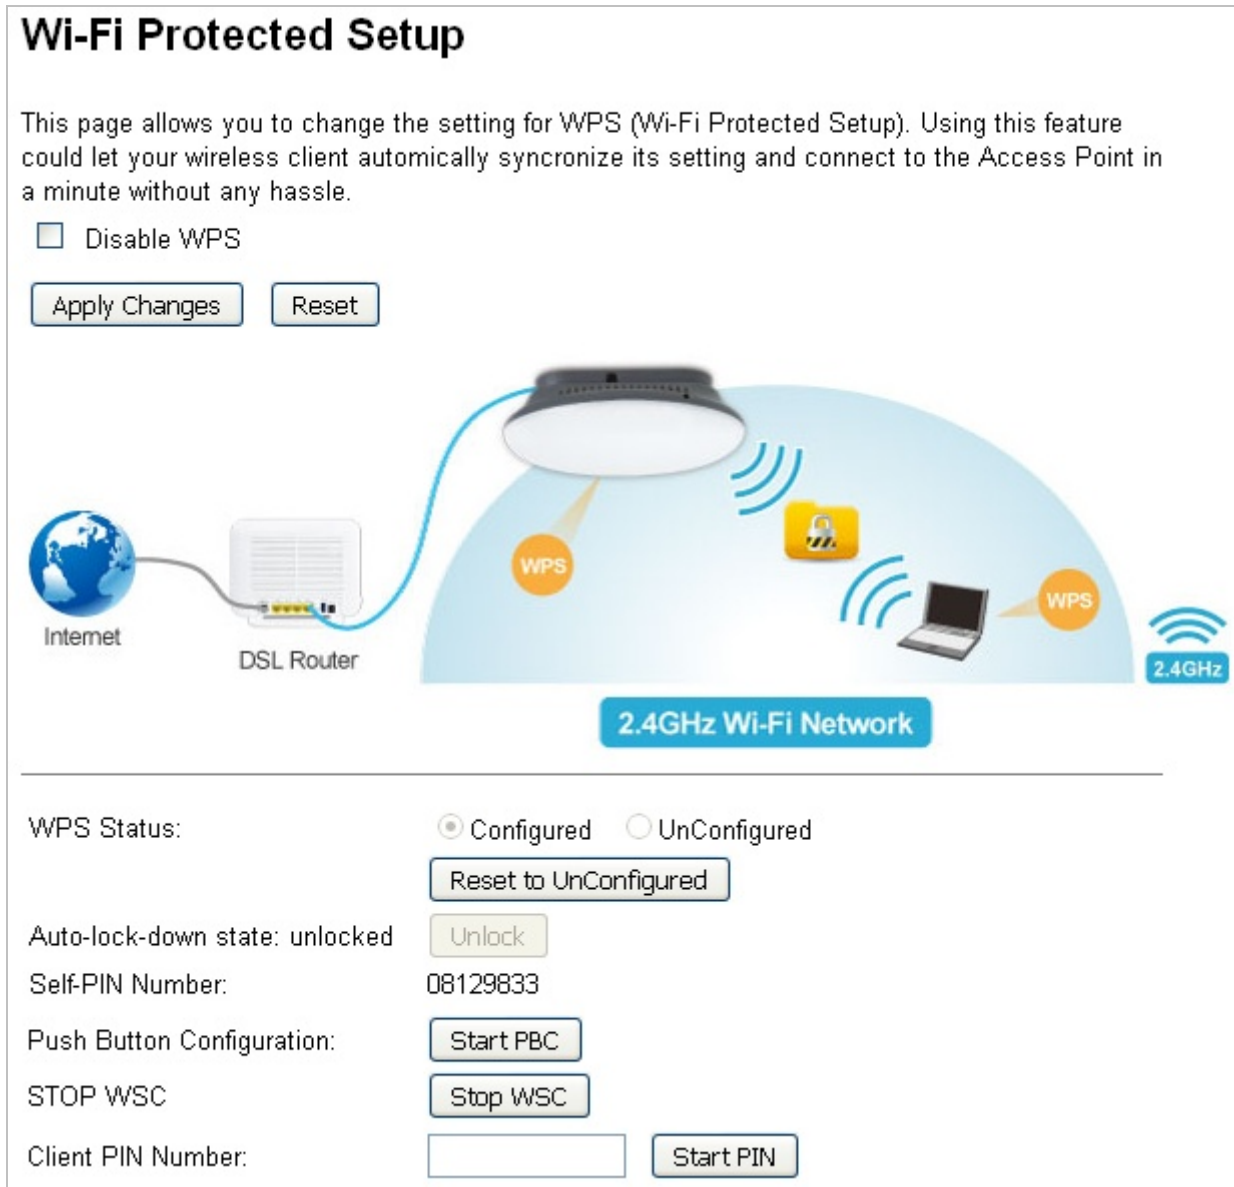 Wi-Fi Protected Setup
This page allows you to change the setting for WPS (Wi-Fi Protected Setup). Using this feature
could let your wireless client automically syncronize its setting and connect to the Access Point in
a minute without any hassle.
Disable WPS
Apply Changes Reset
WPS
WPS
Internet
DSL Router
2.4GHz
2.4GHz Wi-Fi Network
WPS Status: Configured UnConfigured
Reset to UnConfigured
Auto-lock-down state: unlocked Unlock
Self-PIN Number: 08129833
Push Button Configuration: Start PBC
STOP WSC Stop WSC
Client PIN Number: Start PIN